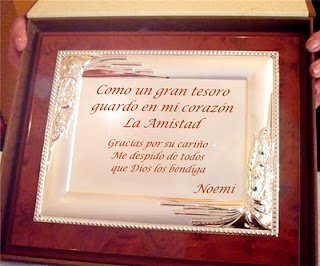 Como un gran tesoro
guardo en mi corazón
La Amistad
Gracias por su cariño
Me despido de todos
que Dios los bendiga
Noemi